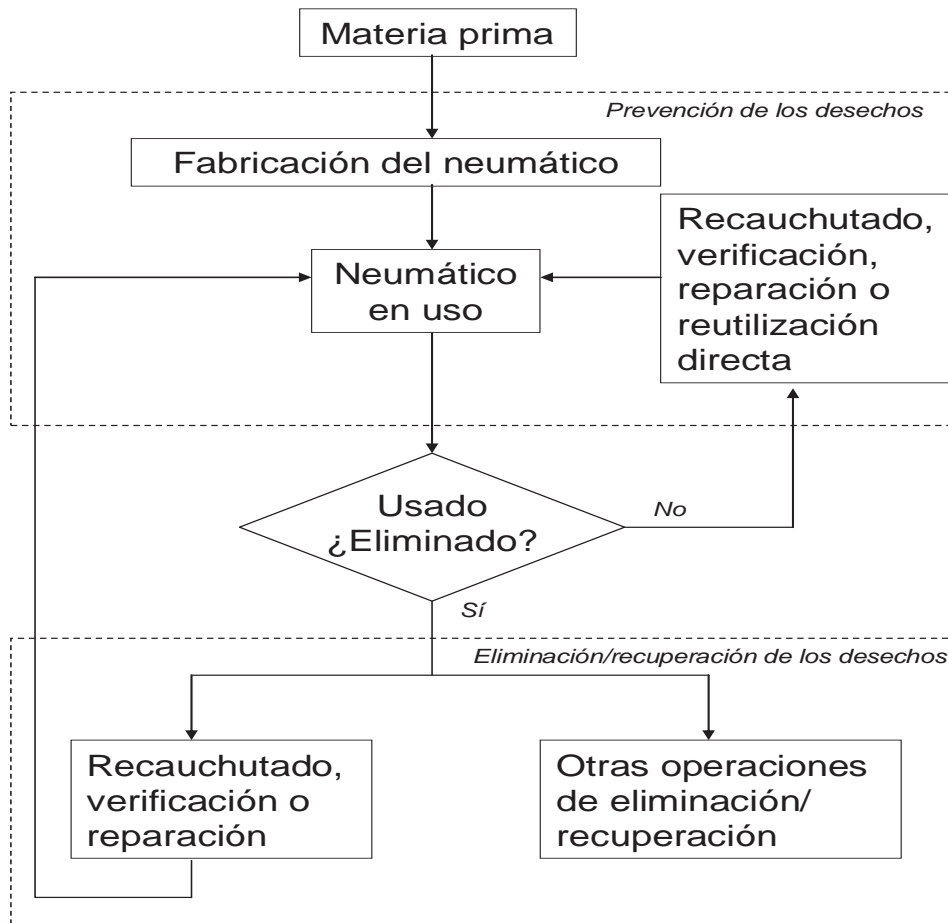 Materia prima
Prevención de los desechos
Fabricación del neumático
Recauchutado,
verificación,
reparación o
reutilización
directa
Neumático
en uso
Usado
¿Eliminado?
No
Sí
Eliminación/recuperación de los desechos
Recauchutado,
verificación o
reparación
Otras operaciones
de eliminación/
recuperación